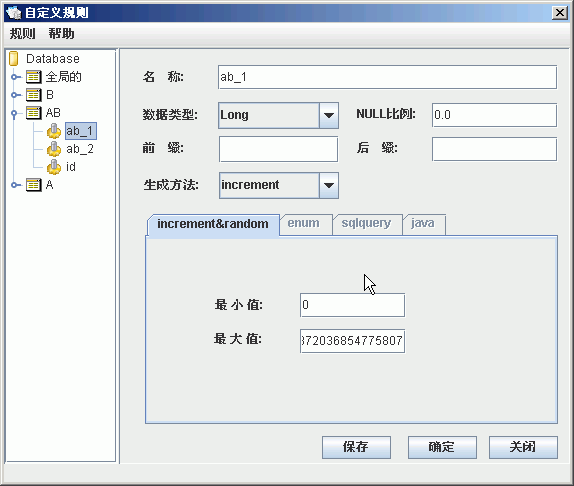 自定义规则
规则 帮助
Database
全局的
B
AB
ab_1
ab_2
id
A
名 称: ab_1
数据类型: Long NULL比例: 0.0
前 缀: 后 缀:
生成方法: increment
increment&random enum sqlquery java
最 小 值: 0
最 大 值: 372036854775807
保存 确定 关闭